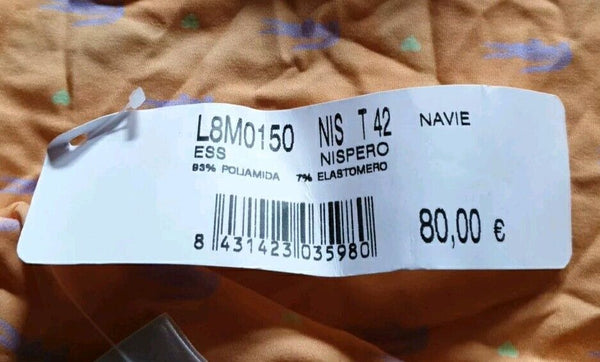 L8M0150 NIS T 42 NAVIE
ESS NISPERO
93% POLIAMIDA 7% ELASTOMERO
8 431423 035980
80,00 €